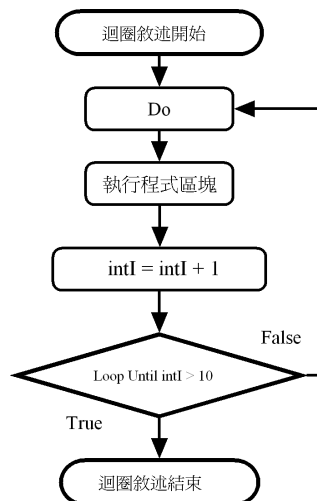 迴圈敘述開始
Do
執行程式區塊
intI = intI + 1
False
Loop Until intI > 10
True
迴圈敘述結束